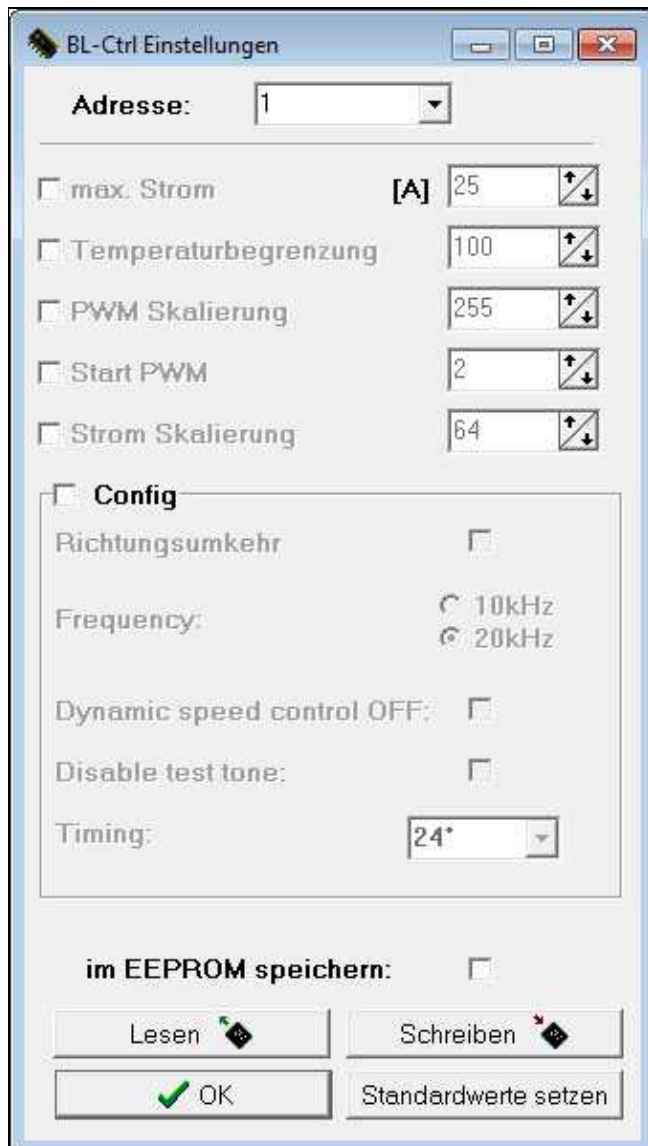 BL-Ctrl Einstellungen
Adresse: 1
max. Strom [A] 25
Temperaturbegrenzung 100
PWM Skalierung 255
Start PWM 2
Strom Skalierung 64
Config
Richtungsumkehr
Frequency: 10kHz
20kHz
Dynamic speed control OFF:
Disable test tone:
Timing: 24°
im EEPROM speichern:
Lesen Schreiben
OK Standardwerte setzen